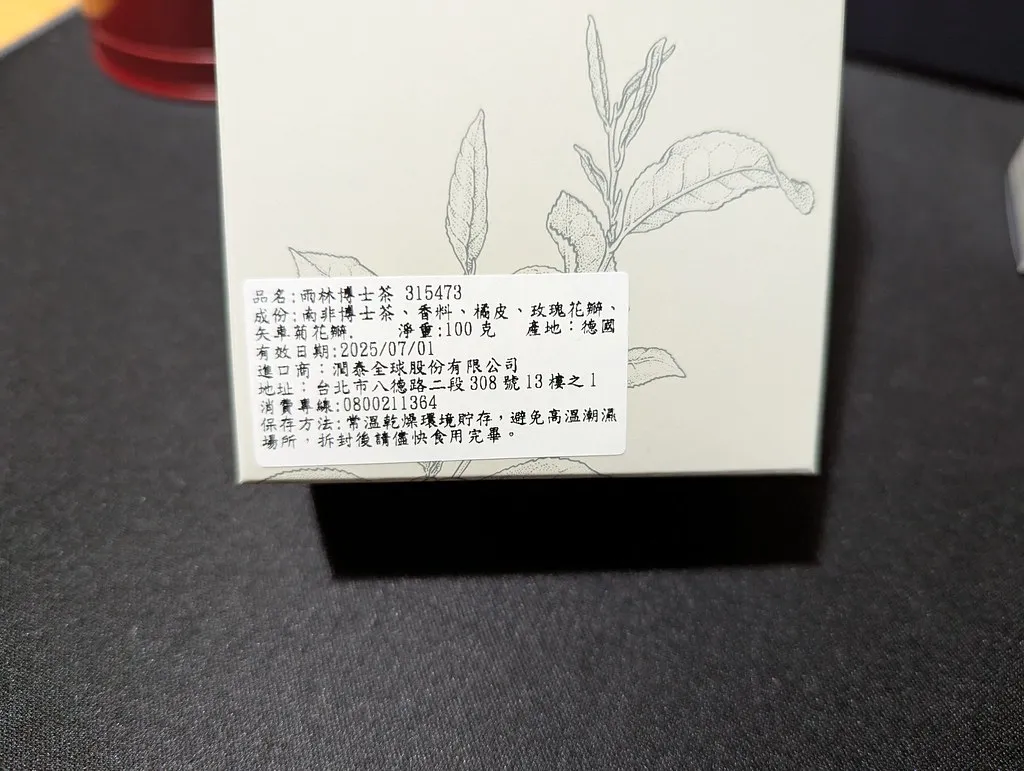 品名:雨林博士茶 315473
成份:南非博士茶、香料、橘皮、玫瑰花瓣、
矢車菊花瓣. 淨重:100 克 產地：德國
有效日期:2025/07/01
進口商：潤泰全球股份有限公司
地址：台北市八德路二段 308 號 13 樓之 1
消費專線:0800211364
保存方法:常溫乾燥環境貯存，避免高溫潮濕
場所，拆封後請儘快食用完畢。